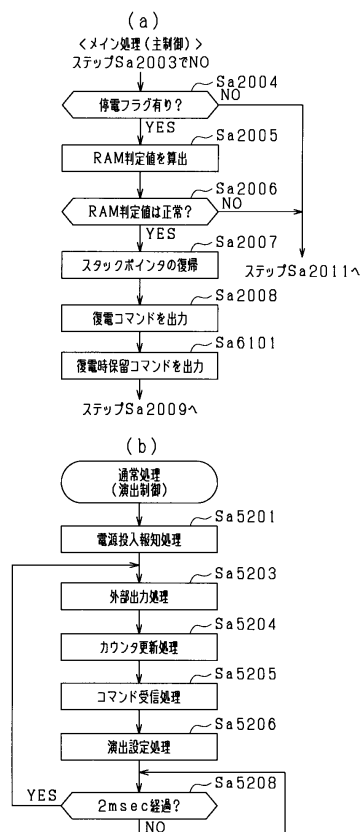 (a)
<メイン処理(主制御)>
ステップSa2003でNO
Sa2004
停電フラグ有り?
NO
YES
Sa2005
RAM判定値を算出
Sa2006
RAM判定値は正常?
NO
YES
Sa2007
スタックポインタの復帰
ステップSa2011へ
Sa2008
復電コマンドを出力
Sa6101
復電時保留コマンドを出力
ステップSa2009へ
(b)
通常処理
(演出制御)
Sa5201
電源投入報知処理
Sa5203
外部出力処理
Sa5204
カウンタ更新処理
Sa5205
コマンド受信処理
Sa5206
演出設定処理
Sa5208
YES
2msec経過?
NO